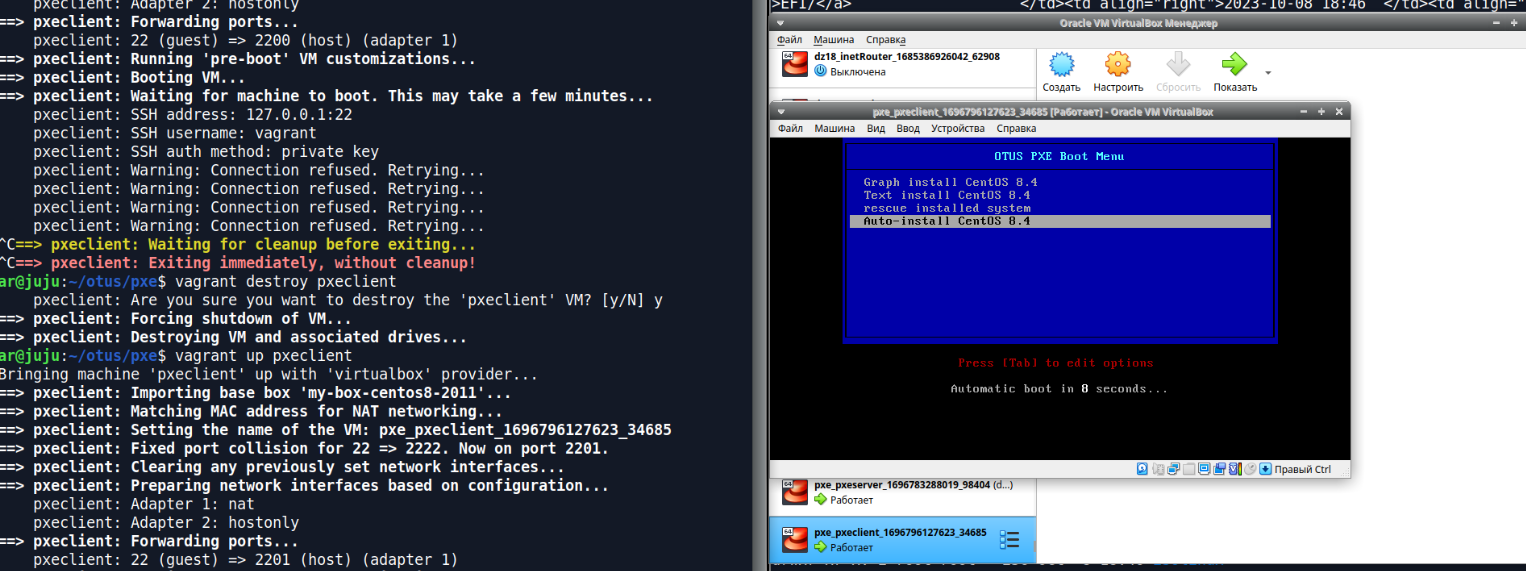 pxeclient: Adapter 2: hostonly
==> pxeclient: Forwarding ports...
pxeclient: 22 (guest) => 2200 (host) (adapter 1)
==> pxeclient: Running 'pre-boot' VM customizations...
==> pxeclient: Booting VM...
==> pxeclient: Waiting for machine to boot. This may take a few minutes...
pxeclient: SSH address: 127.0.0.1:22
pxeclient: SSH username: vagrant
pxeclient: SSH auth method: private key
pxeclient: Warning: Connection refused. Retrying...
pxeclient: Warning: Connection refused. Retrying...
pxeclient: Warning: Connection refused. Retrying...
pxeclient: Warning: Connection refused. Retrying...
^C==> pxeclient: Waiting for cleanup before exiting...
^C==> pxeclient: Exiting immediately, without cleanup!
ar@juju:~/otus/pxe$ vagrant destroy pxeclient
pxeclient: Are you sure you want to destroy the 'pxeclient' VM? [y/N] y
==> pxeclient: Forcing shutdown of VM...
==> pxeclient: Destroying VM and associated drives...
ar@juju:~/otus/pxe$ vagrant up pxeclient
Bringing machine 'pxeclient' up with 'virtualbox' provider...
==> pxeclient: Importing base box 'my-box-centos8-2011'...
==> pxeclient: Matching MAC address for NAT networking...
==> pxeclient: Setting the name of the VM: pxe_pxeclient_1696796127623_34685
==> pxeclient: Fixed port collision for 22 => 2222. Now on port 2201.
==> pxeclient: Clearing any previously set network interfaces...
==> pxeclient: Preparing network interfaces based on configuration...
pxeclient: Adapter 1: nat
pxeclient: Adapter 2: hostonly
==> pxeclient: Forwarding ports...
pxeclient: 22 (guest) => 2201 (host) (adapter 1)
>EFI/</a> </td><td align="right">2023-10-08 18:46 </td><td align=
Oracle VM VirtualBox Менеджер
Файл Машина Справка
64 dz18_inetRouter_1685386926042_62908
Выключена
Создать Настроить Сбросить Показать
pxe_pxeclient_1696796127623_34685 [Работает] - Oracle VM VirtualBox
Файл Машина Вид Ввод Устройства Справка
OTUS PXE Boot Menu
Graph install CentOS 8.4
Text install CentOS 8.4
rescue installed system
Auto-install CentOS 8.4
Press [Tab] to edit options
Automatic boot in 8 seconds...
Правый Ctrl
64 pxe_pxeserver_1696783288019_98404 (d...)
Работает
64 pxe_pxeclient_1696796127623_34685
Работает